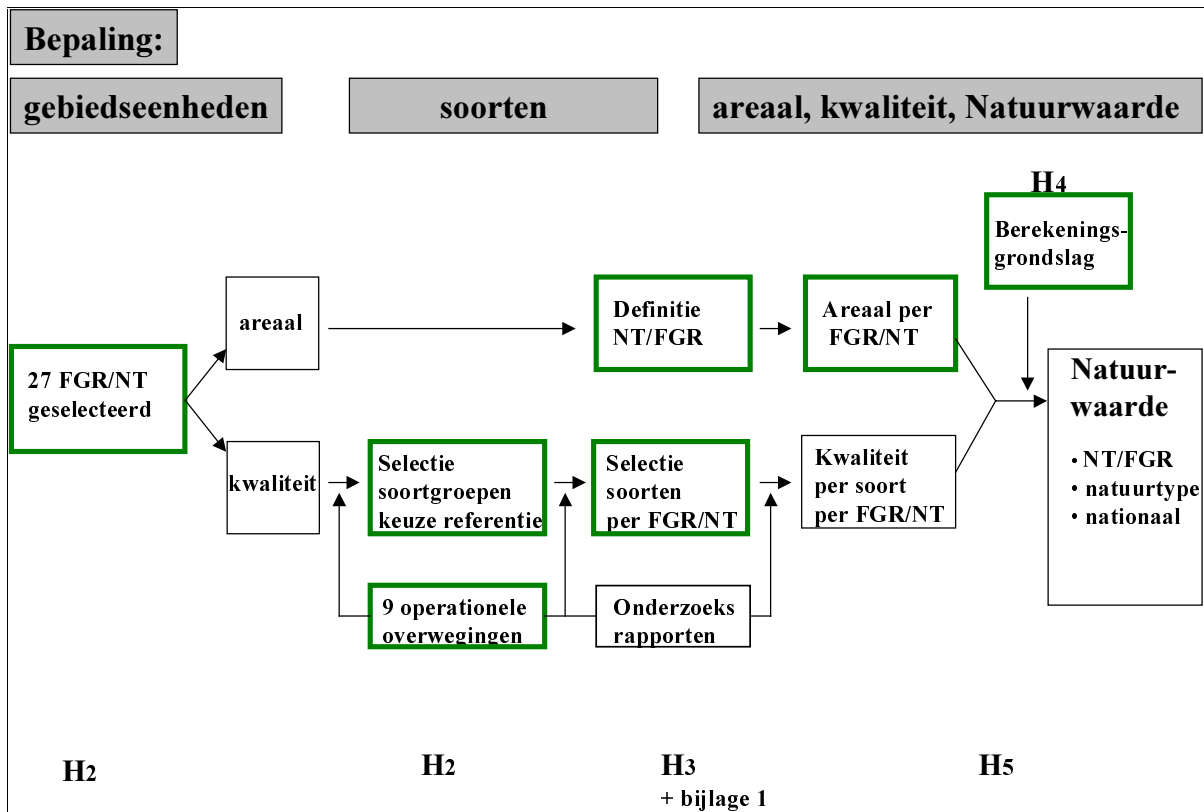 Bepaling:
gebiedseenheden
soorten
areaal, kwaliteit, Natuurwaarde
H4
Berekenings-
grondslag
areaal
Definitie
NT/FGR
Areaal per
FGR/NT
27 FGR/NT
geselecteerd
Natuur-
waarde
• NT/FGR
• natuurtype
• nationaal
kwaliteit
Selectie
soortgroepen
keuze referentie
Selectie
soorten
per FGR/NT
Kwaliteit
per soort
per FGR/NT
9 operationele
overwegingen
Onderzoeks
rapporten
H2
H2
H3
+ bijlage 1
H5